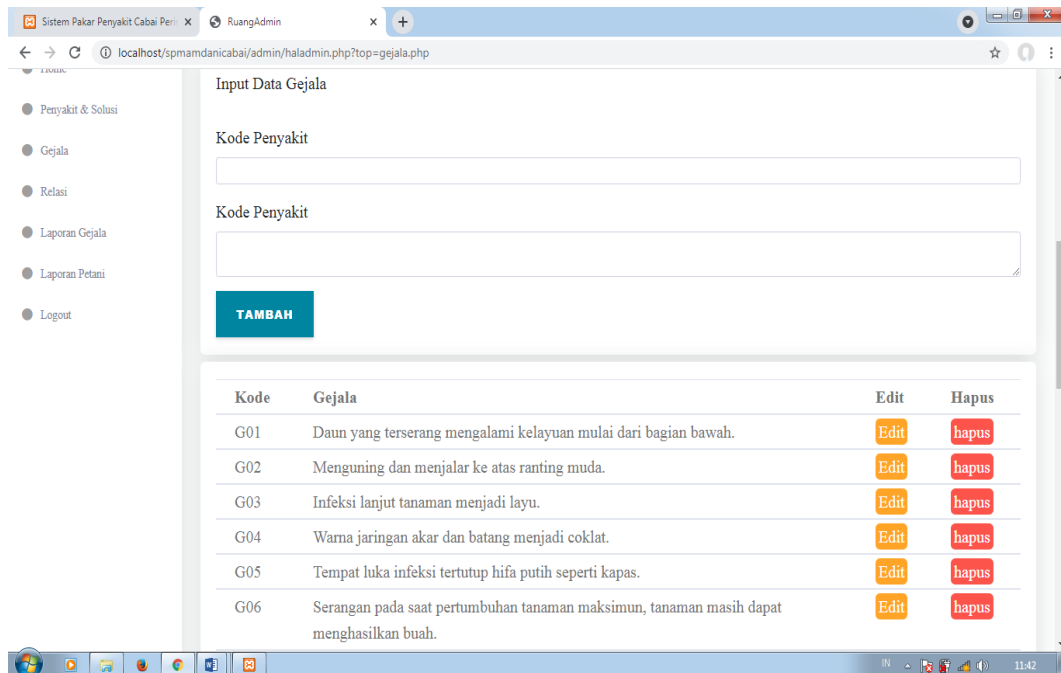 Sistem Pakar Penyakit Cabai Peri
RuangAdmin
localhost/spmamdanicabai/admin/haladmin.php?top=gejala.php
Home
Penyakit & Solusi
Gejala
Relasi
Laporan Gejala
Laporan Petani
Logout
Input Data Gejala
Kode Penyakit
Kode Penyakit
TAMBAH
Kode Gejala Edit Hapus
G01 Daun yang terserang mengalami kelayuan mulai dari bagian bawah. Edit hapus
G02 Menguning dan menjalar ke atas ranting muda. Edit hapus
G03 Infeksi lanjut tanaman menjadi layu. Edit hapus
G04 Warna jaringan akar dan batang menjadi coklat. Edit hapus
G05 Tempat luka infeksi tertutup hifa putih seperti kapas. Edit hapus
G06 Serangan pada saat pertumbuhan tanaman maksimun, tanaman masih dapat Edit hapus
menghasilkan buah.
IN 11:42